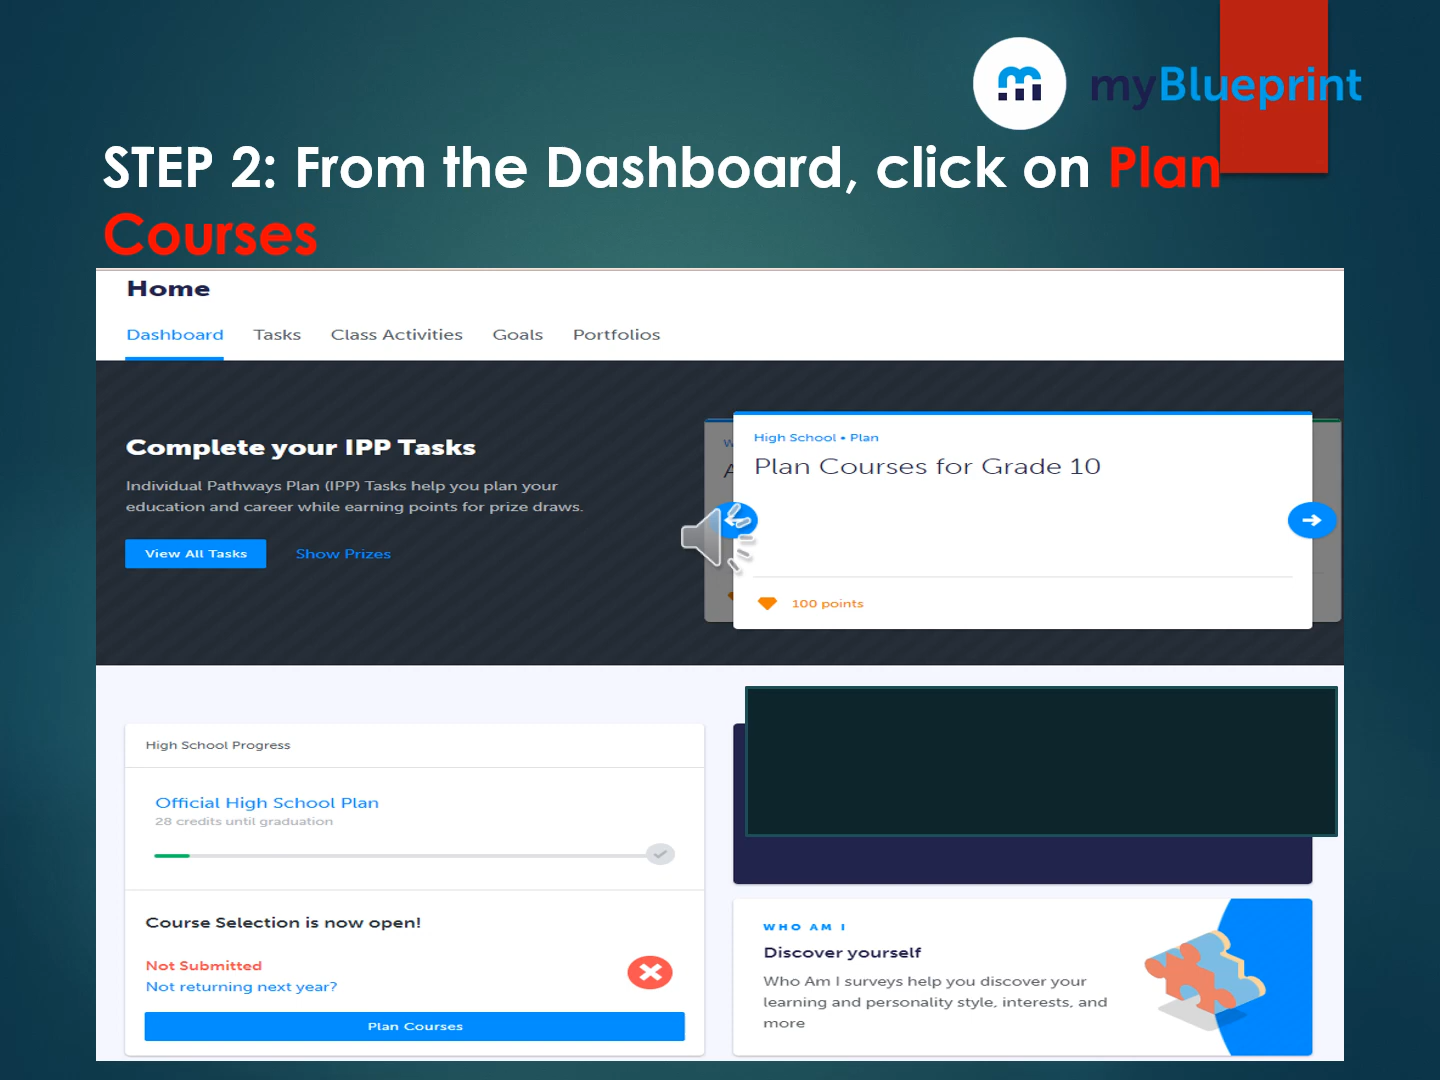 myBlueprint
STEP 2: From the Dashboard, click on Plan
Courses
Home
Dashboard Tasks Class Activities Goals Portfolios
Complete your IPP Tasks
Individual Pathways Plan (IPP) Tasks help you plan your
education and career while earning points for prize draws.
View All Tasks Show Prizes
High School • Plan
Plan Courses for Grade 10
100 points
High School Progress
Official High School Plan
28 credits until graduation
Course Selection is now open!
Not Submitted
Not returning next year?
Plan Courses
WHO AM I
Discover yourself
Who Am I surveys help you discover your
learning and personality style, interests, and
more